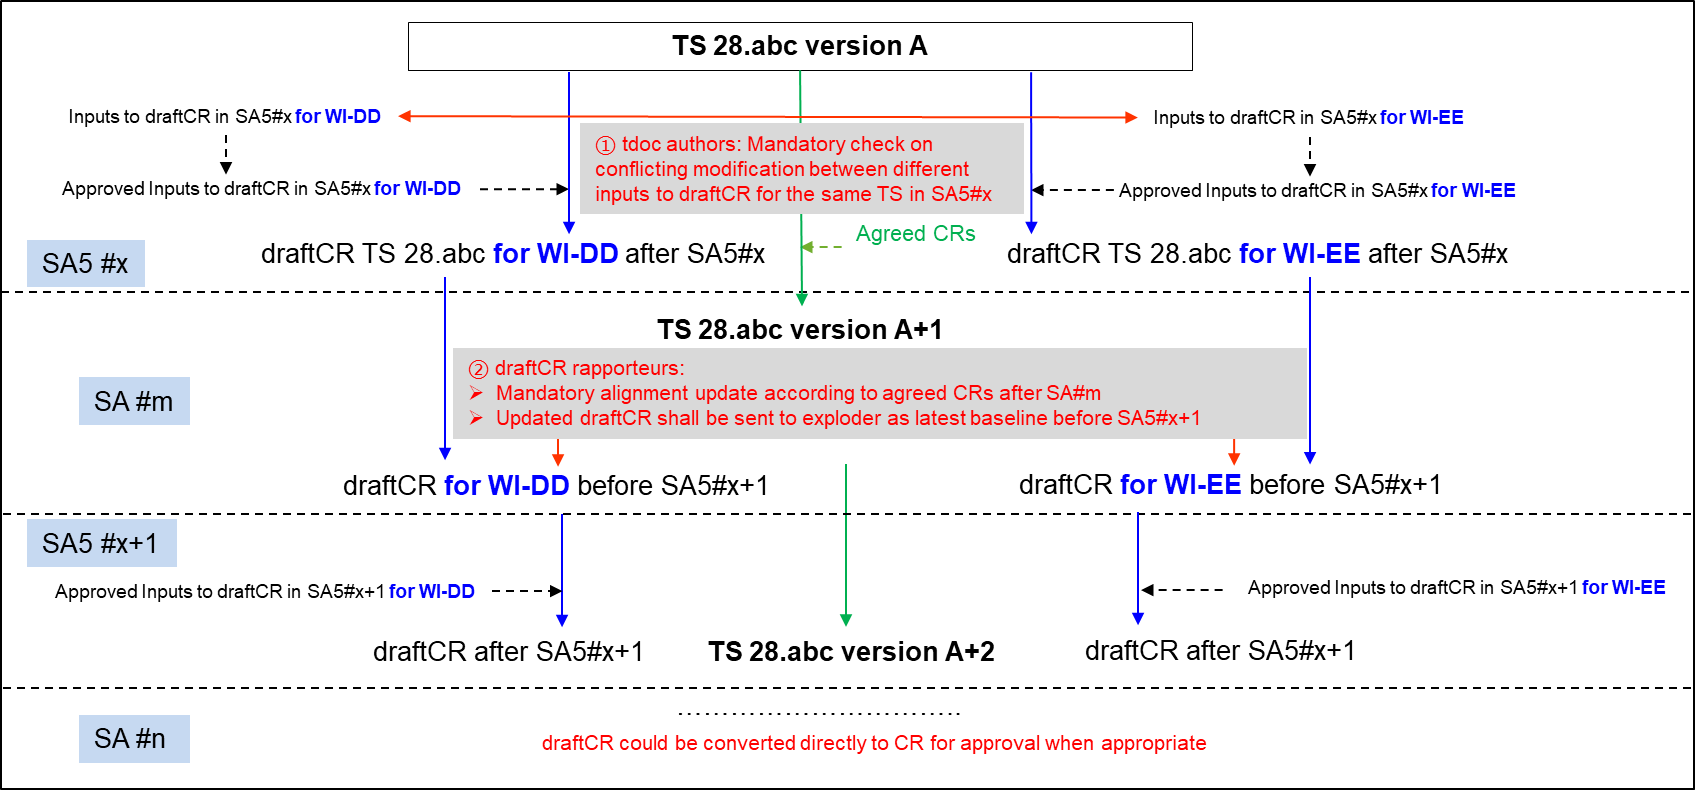 TS 28.abc version A
Inputs to draftCR in SA5#x for WI-DD
Inputs to draftCR in SA5#x for WI-EE
① tdoc authors: Mandatory check on
conflicting modification between different
inputs to draftCR for the same TS in SA5#x
Approved Inputs to draftCR in SA5#x for WI-DD
Approved Inputs to draftCR in SA5#x for WI-EE
Agreed CRs
SA5 #x
draftCR TS 28.abc for WI-DD after SA5#x
draftCR TS 28.abc for WI-EE after SA5#x
TS 28.abc version A+1
② draftCR rapporteurs:
➢ Mandatory alignment update according to agreed CRs after SA#m
➢ Updated draftCR shall be sent to exploder as latest baseline before SA5#x+1
SA #m
draftCR for WI-DD before SA5#x+1
draftCR for WI-EE before SA5#x+1
SA5 #x+1
Approved Inputs to draftCR in SA5#x+1 for WI-DD
Approved Inputs to draftCR in SA5#x+1 for WI-EE
draftCR after SA5#x+1
TS 28.abc version A+2
draftCR after SA5#x+1
SA #n
draftCR could be converted directly to CR for approval when appropriate